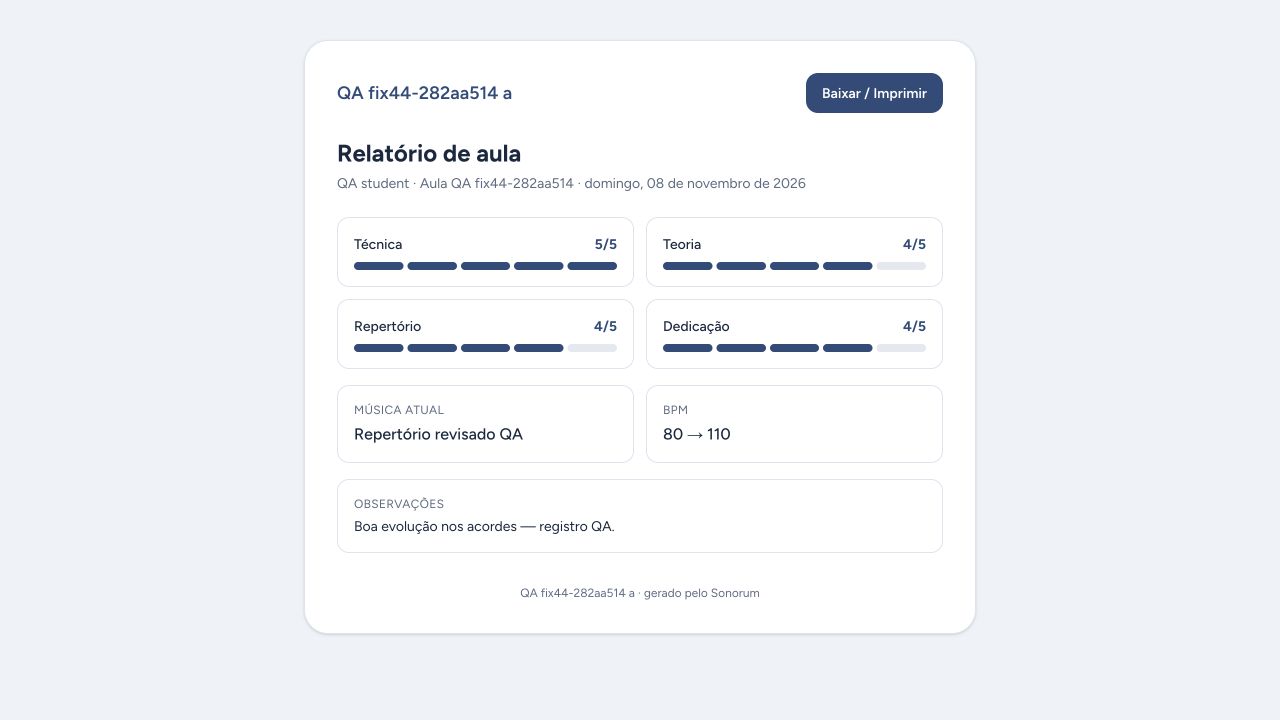 QA fix44-282aa514 a
Baixar / Imprimir
Relatório de aula
QA student · Aula QA fix44-282aa514 · domingo, 08 de novembro de 2026
Técnica 5/5
Teoria 4/5
Repertório 4/5
Dedicação 4/5
MÚSICA ATUAL
Repertório revisado QA
BPM
80 → 110
OBSERVAÇÕES
Boa evolução nos acordes — registro QA.
QA fix44-282aa514 a · gerado pelo Sonorum